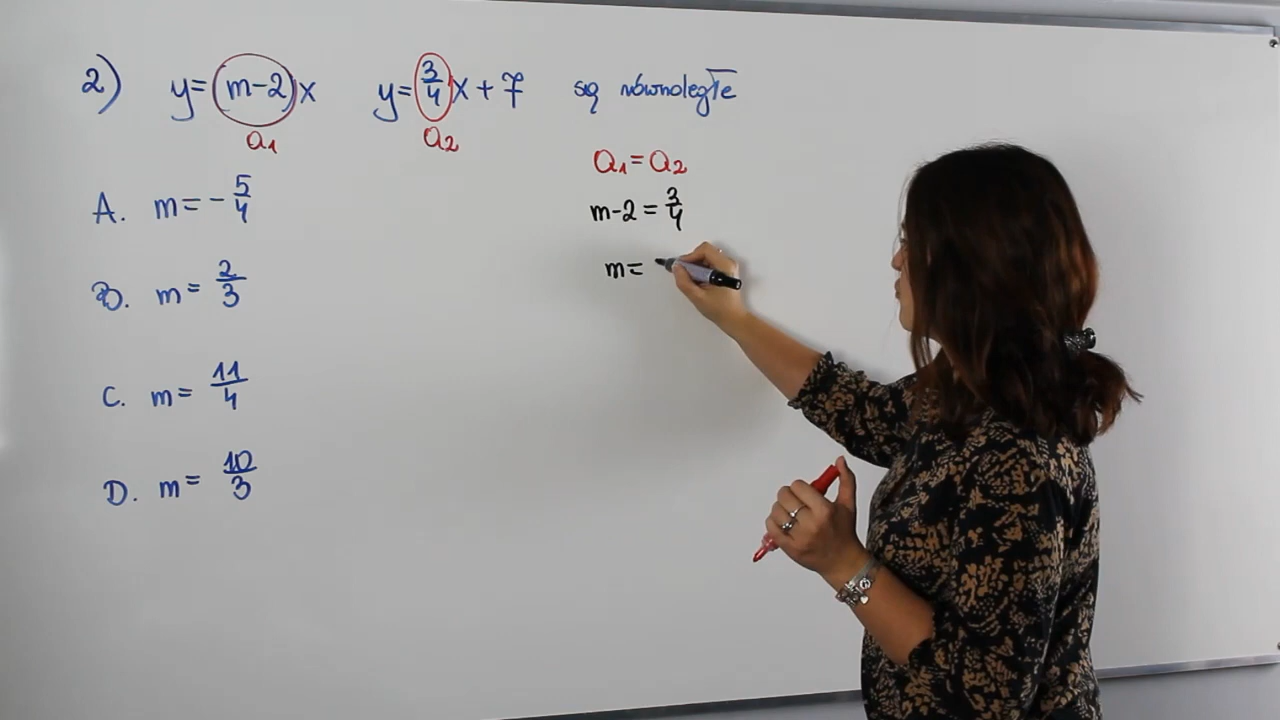 2) y=(m-2)x y=3/4x+7 są równoległe
a₁ a₂
a₁=a₂
m-2=3/4
m=
A. m=-5/4
B. m=2/3
C. m=11/4
D. m=10/3